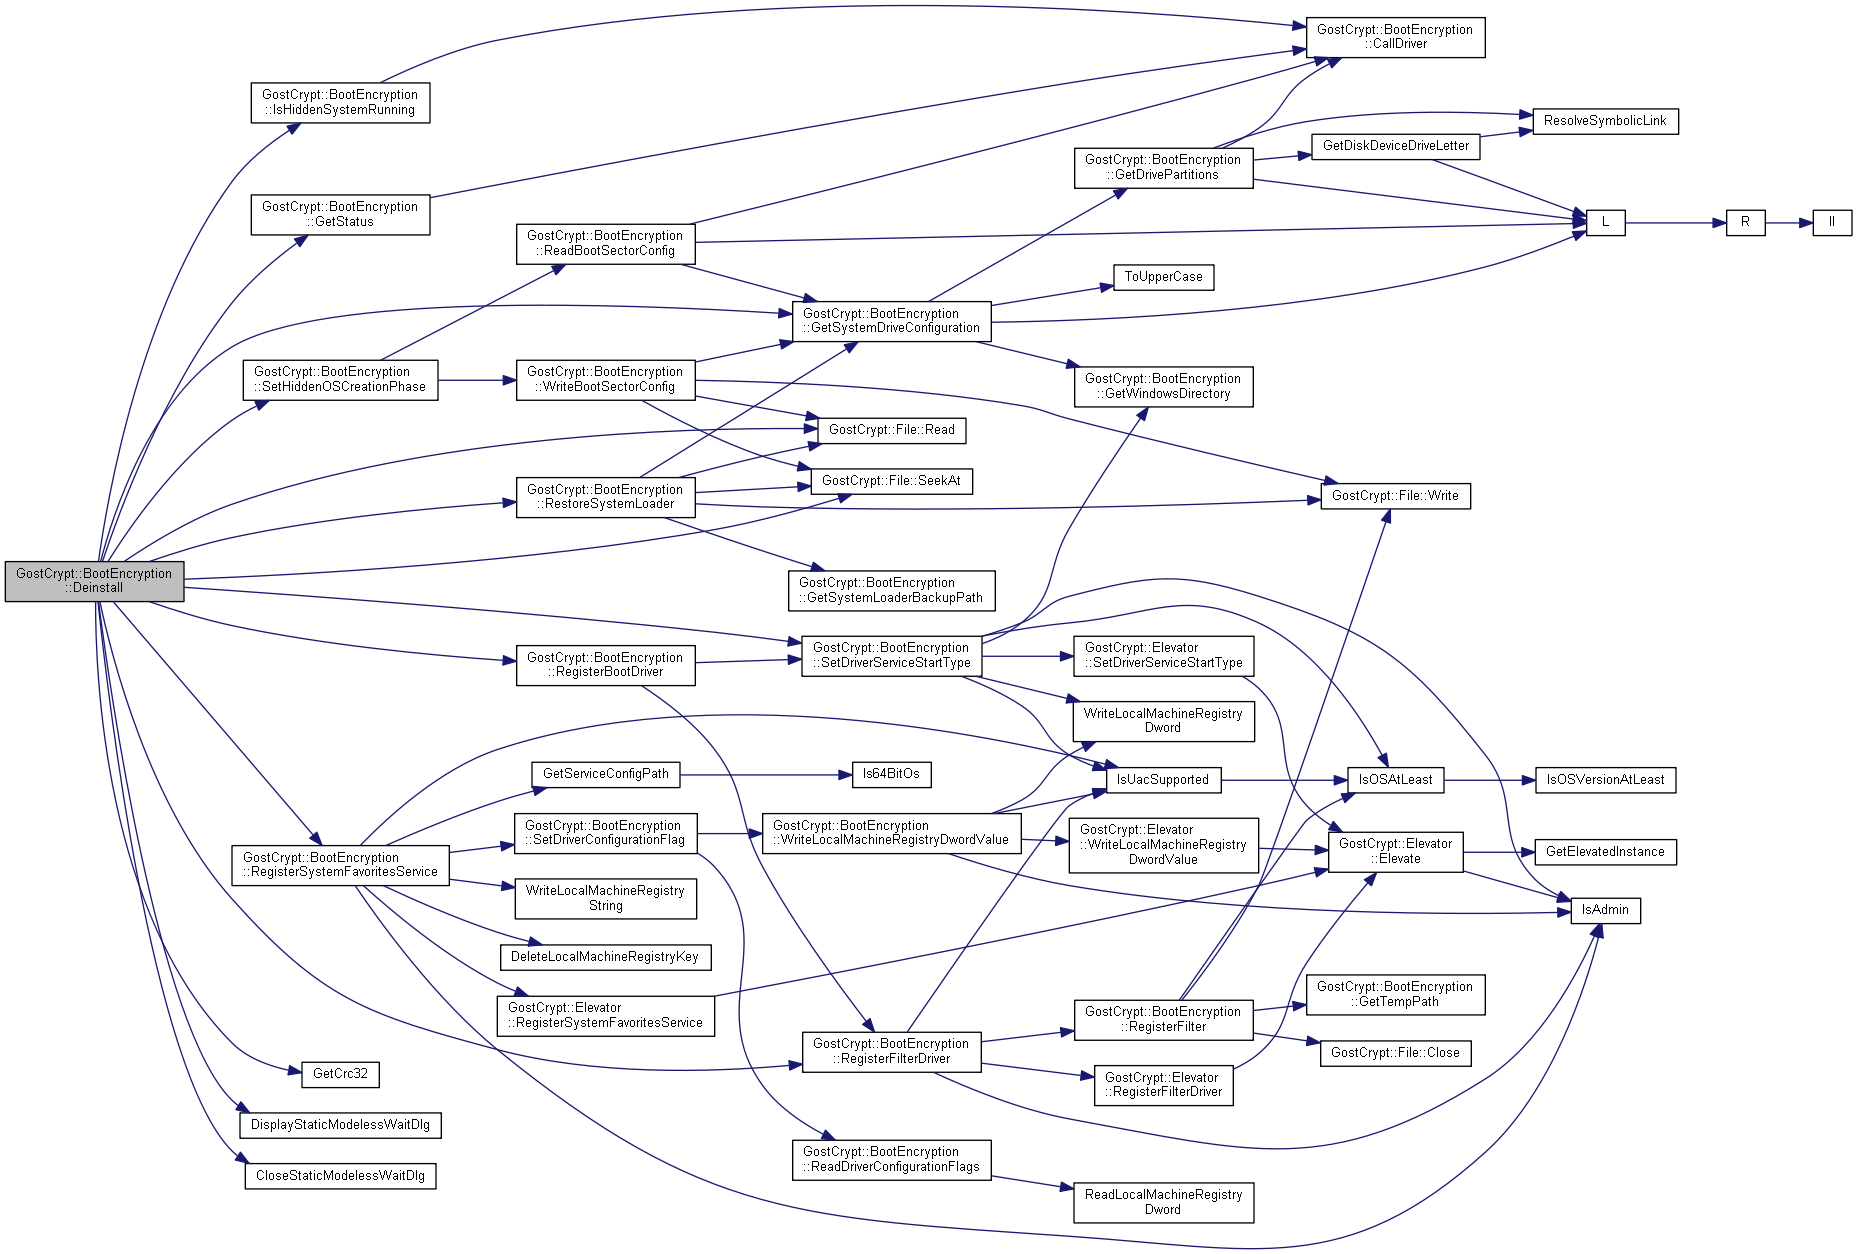 GostCrypt::BootEncryption
::CallDriver
GostCrypt::BootEncryption
::IsHiddenSystemRunning
ResolveSymbolicLink
GetDiskDeviceDriveLetter
GostCrypt::BootEncryption
::GetDrivePartitions
GostCrypt::BootEncryption
::GetStatus
L
R
ll
GostCrypt::BootEncryption
::ReadBootSectorConfig
ToUpperCase
GostCrypt::BootEncryption
::GetSystemDriveConfiguration
GostCrypt::BootEncryption
::SetHiddenOSCreationPhase
GostCrypt::BootEncryption
::WriteBootSectorConfig
GostCrypt::BootEncryption
::GetWindowsDirectory
GostCrypt::File::Read
GostCrypt::File::SeekAt
GostCrypt::BootEncryption
::RestoreSystemLoader
GostCrypt::File::Write
GostCrypt::BootEncryption
::Deinstall
GostCrypt::BootEncryption
::GetSystemLoaderBackupPath
GostCrypt::BootEncryption
::SetDriverServiceStartType
GostCrypt::Elevator
::SetDriverServiceStartType
GostCrypt::BootEncryption
::RegisterBootDriver
WriteLocalMachineRegistry
Dword
GetServiceConfigPath
Is64BitOs
IsUacSupported
IsOSAtLeast
IsOSVersionAtLeast
GostCrypt::BootEncryption
::SetDriverConfigurationFlag
GostCrypt::BootEncryption
::WriteLocalMachineRegistryDwordValue
GostCrypt::Elevator
::WriteLocalMachineRegistry
DwordValue
GostCrypt::Elevator
::Elevate
GetElevatedInstance
GostCrypt::BootEncryption
::RegisterSystemFavoritesService
WriteLocalMachineRegistry
String
IsAdmin
DeleteLocalMachineRegistryKey
GostCrypt::Elevator
::RegisterSystemFavoritesService
GostCrypt::BootEncryption
::GetTempPath
GostCrypt::BootEncryption
::RegisterFilter
GostCrypt::BootEncryption
::RegisterFilterDriver
GostCrypt::File::Close
GetCrc32
GostCrypt::Elevator
::RegisterFilterDriver
DisplayStaticModelessWaitDlg
GostCrypt::BootEncryption
::ReadDriverConfigurationFlags
CloseStaticModelessWaitDlg
ReadLocalMachineRegistry
Dword